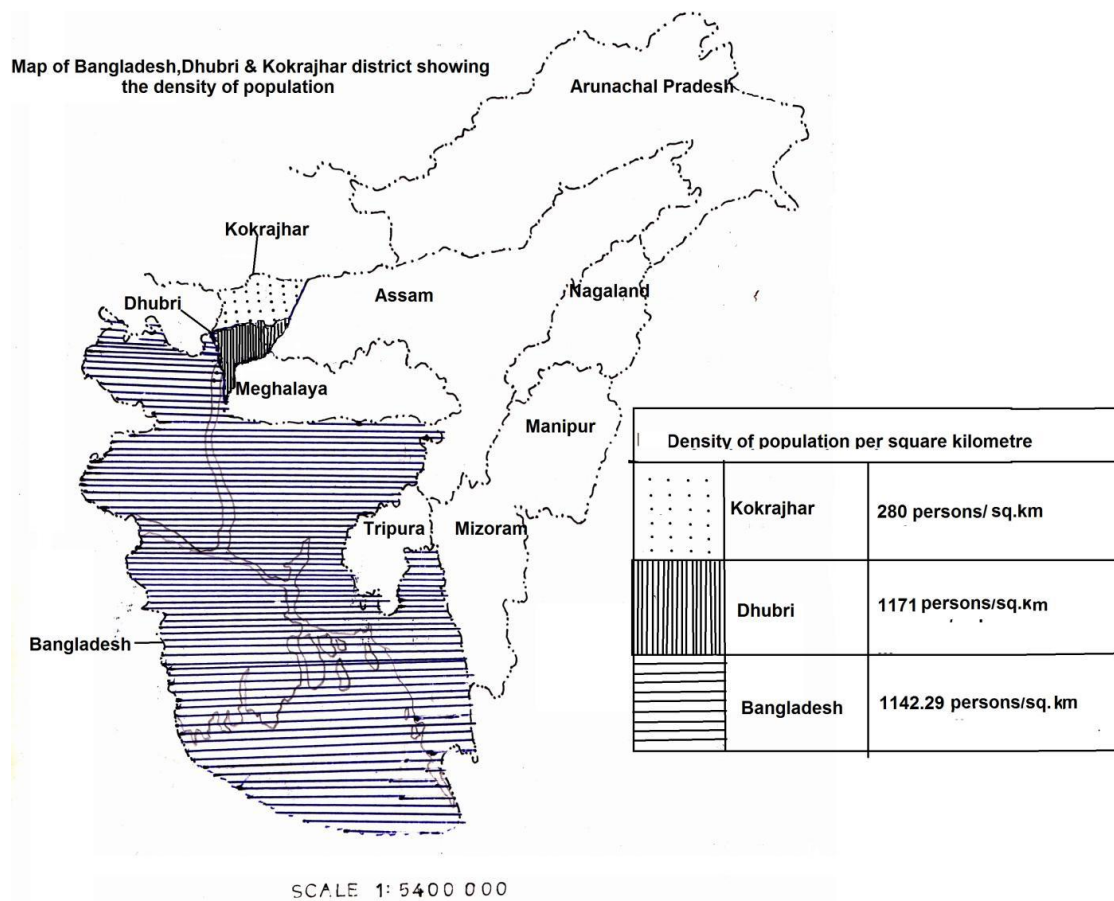 Map of Bangladesh,Dhubri & Kokrajhar district showing
the density of population
Arunachal Pradesh
Kokrajhar
Assam
Nagaland
Dhubri
Meghalaya
Manipur
Tripura
Mizoram
Bangladesh
Density of population per square kilometre
Kokrajhar 280 persons/ sq.km
Dhubri 1171 persons/sq.km
Bangladesh 1142.29 persons/sq.km
SCALE 1: 5400 000